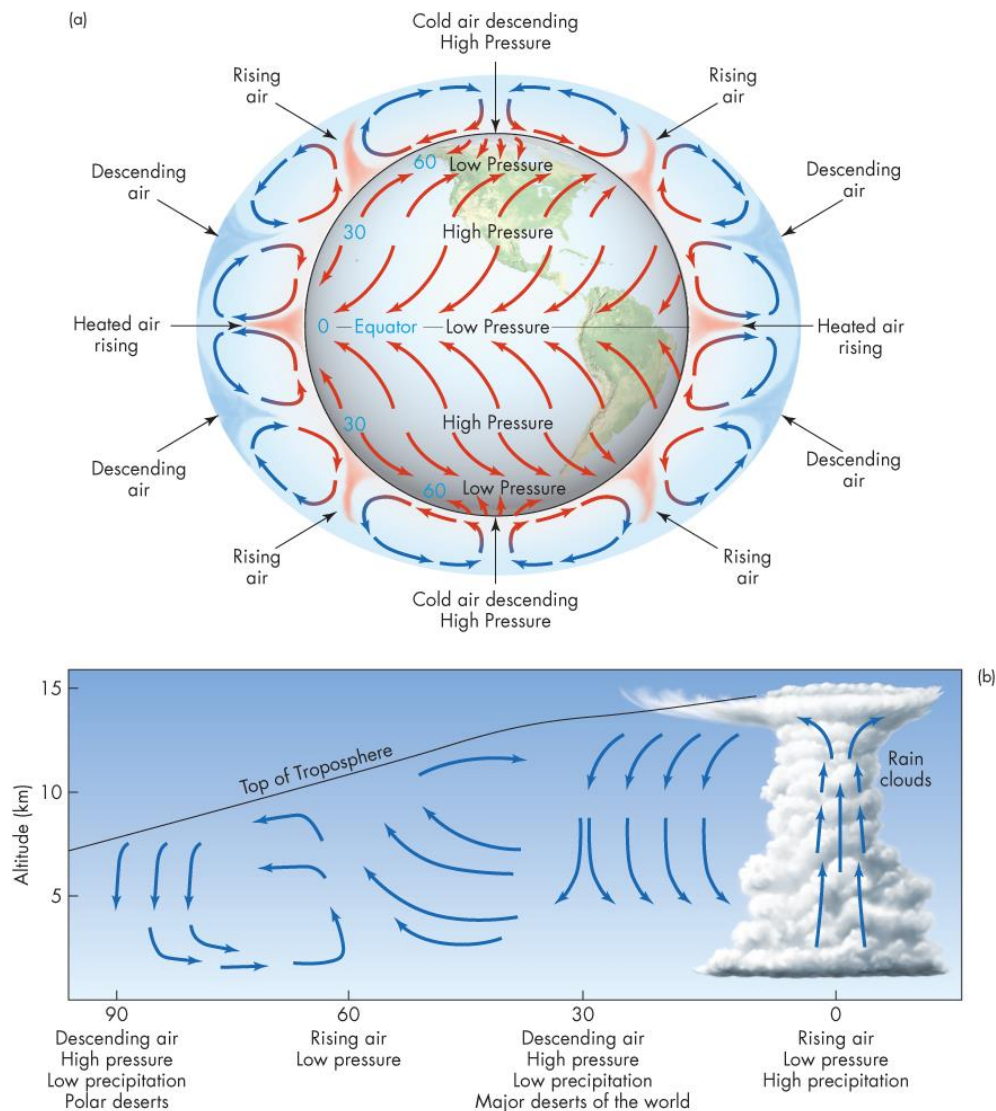 (a)
Cold air descending
High Pressure
Rising
air
Rising
air
Descending
air
Descending
air
60
Low Pressure
30
High Pressure
Heated air
rising
0
Equator
Low Pressure
Heated air
rising
High Pressure
30
Descending
air
Descending
air
60
Low Pressure
Rising
air
Rising
air
Cold air descending
High Pressure
(b)
15
10
5
Altitude (km)
Top of Troposphere
Rain
clouds
90
Descending air
High pressure
Low precipitation
Polar deserts
60
Rising air
Low pressure
30
Descending air
High pressure
Low precipitation
Major deserts of the world
0
Rising air
Low pressure
High precipitation